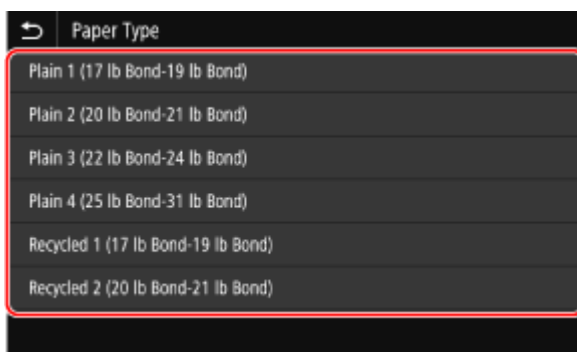 Paper Type
Plain 1 (17 lb Bond-19 lb Bond)
Plain 2 (20 lb Bond-21 lb Bond)
Plain 3 (22 lb Bond-24 lb Bond)
Plain 4 (25 lb Bond-31 lb Bond)
Recycled 1 (17 lb Bond-19 lb Bond)
Recycled 2 (20 lb Bond-21 lb Bond)